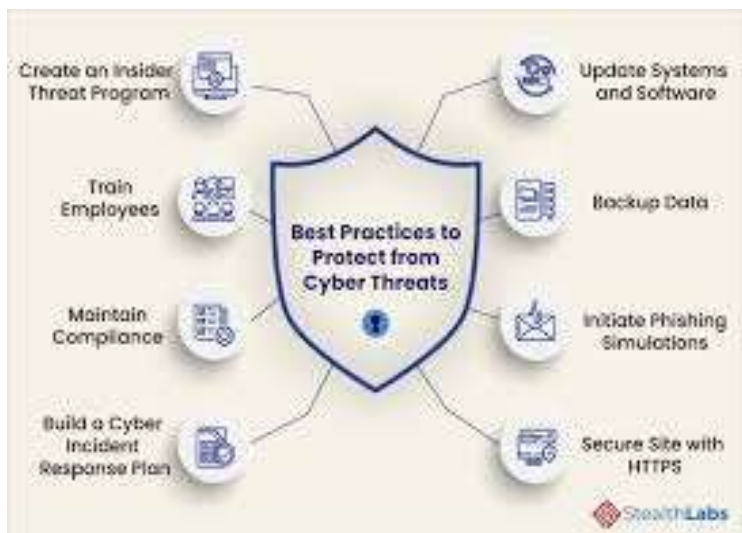 Create an Insider
Threat Program
Train
Employees
Maintain
Compliance
Build a Cyber
Incident
Response Plan
Best Practices to
Protect from
Cyber Threats
Update Systems
and Software
Backup Data
Initiate Phishing
Simulations
Secure Site with
HTTPS
StealthLabs